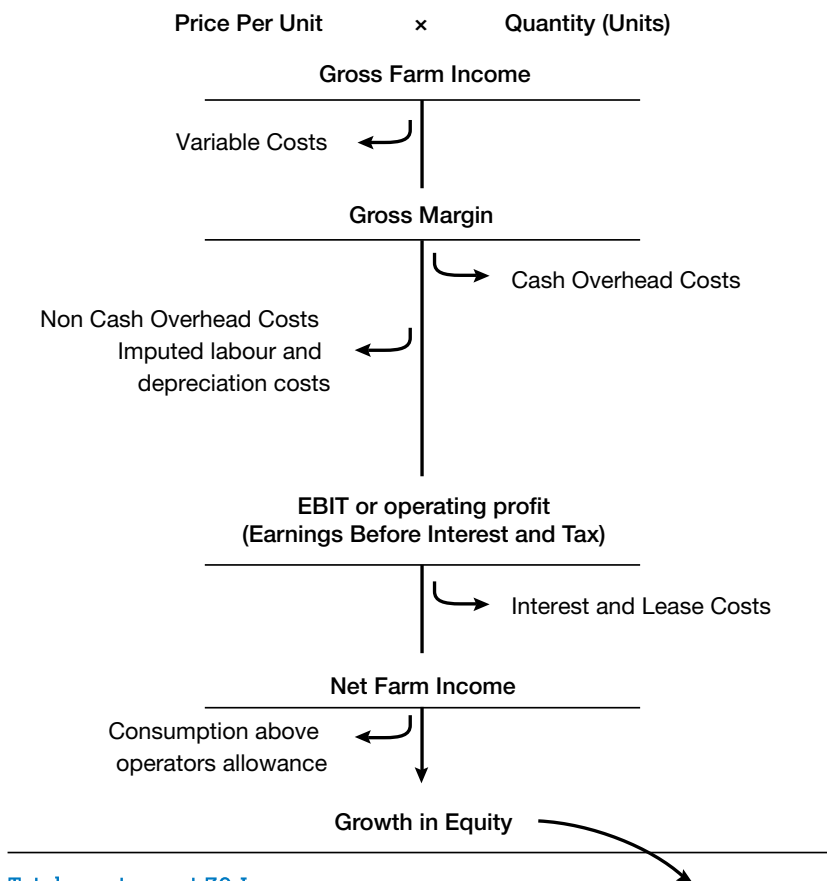 Price Per Unit × Quantity (Units)
Gross Farm Income
Variable Costs
Gross Margin
Cash Overhead Costs
Non Cash Overhead Costs
Imputed labour and
depreciation costs
EBIT or operating profit
(Earnings Before Interest and Tax)
Interest and Lease Costs
Net Farm Income
Consumption above
operators allowance
Growth in Equity